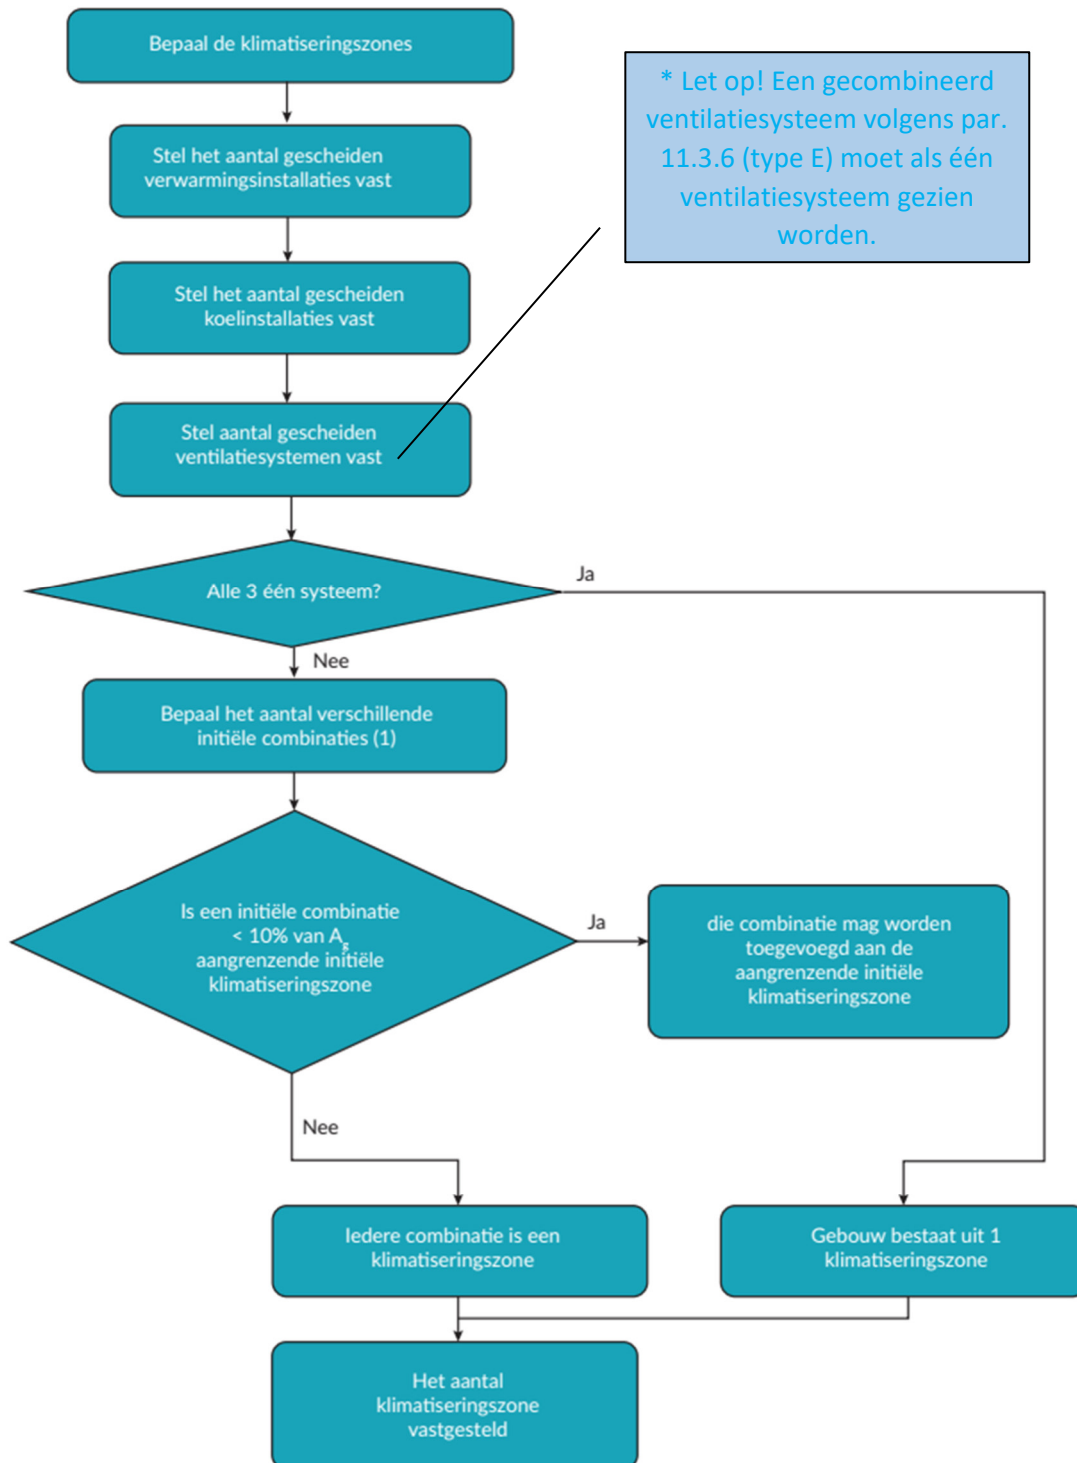 Bepaal de klimatiseringszones
* Let op! Een gecombineerd
ventilatiesysteem volgens par.
11.3.6 (type E) moet als één
ventilatiesysteem gezien
worden.
Stel het aantal gescheiden
verwarmingsinstallaties vast
Stel het aantal gescheiden
koelinstallaties vast
Stel aantal gescheiden
ventilatiesystemen vast
Alle 3 één systeem?
Ja
Nee
Bepaal het aantal verschillende
initiële combinaties (1)
Is een initiële combinatie
< 10% van Ag
aangrenzende initiële
klimatiseringszone
Ja
die combinatie mag worden
toegevoegd aan de
aangrenzende initiële
klimatiseringszone
Nee
Iedere combinatie is een
klimatiseringszone
Gebouw bestaat uit 1
klimatiseringszone
Het aantal
klimatiseringszone
vastgesteld